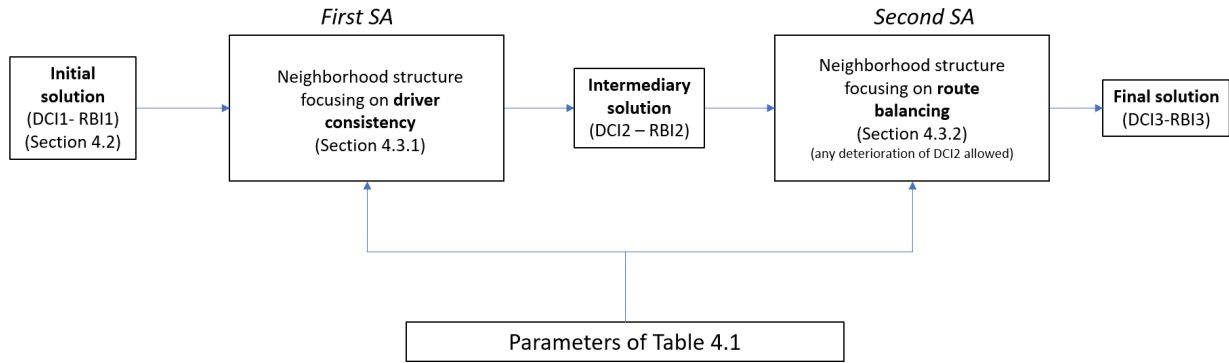 First SA
Second SA
Initial
solution
(DCI1- RBI1)
(Section 4.2)
Neighborhood structure
focusing on driver
consistency
(Section 4.3.1)
Intermediary
solution
(DCI2 – RBI2)
Neighborhood structure
focusing on route
balancing
(Section 4.3.2)
(any deterioration of DCI2 allowed)
Final solution
(DCI3-RBI3)
Parameters of Table 4.1